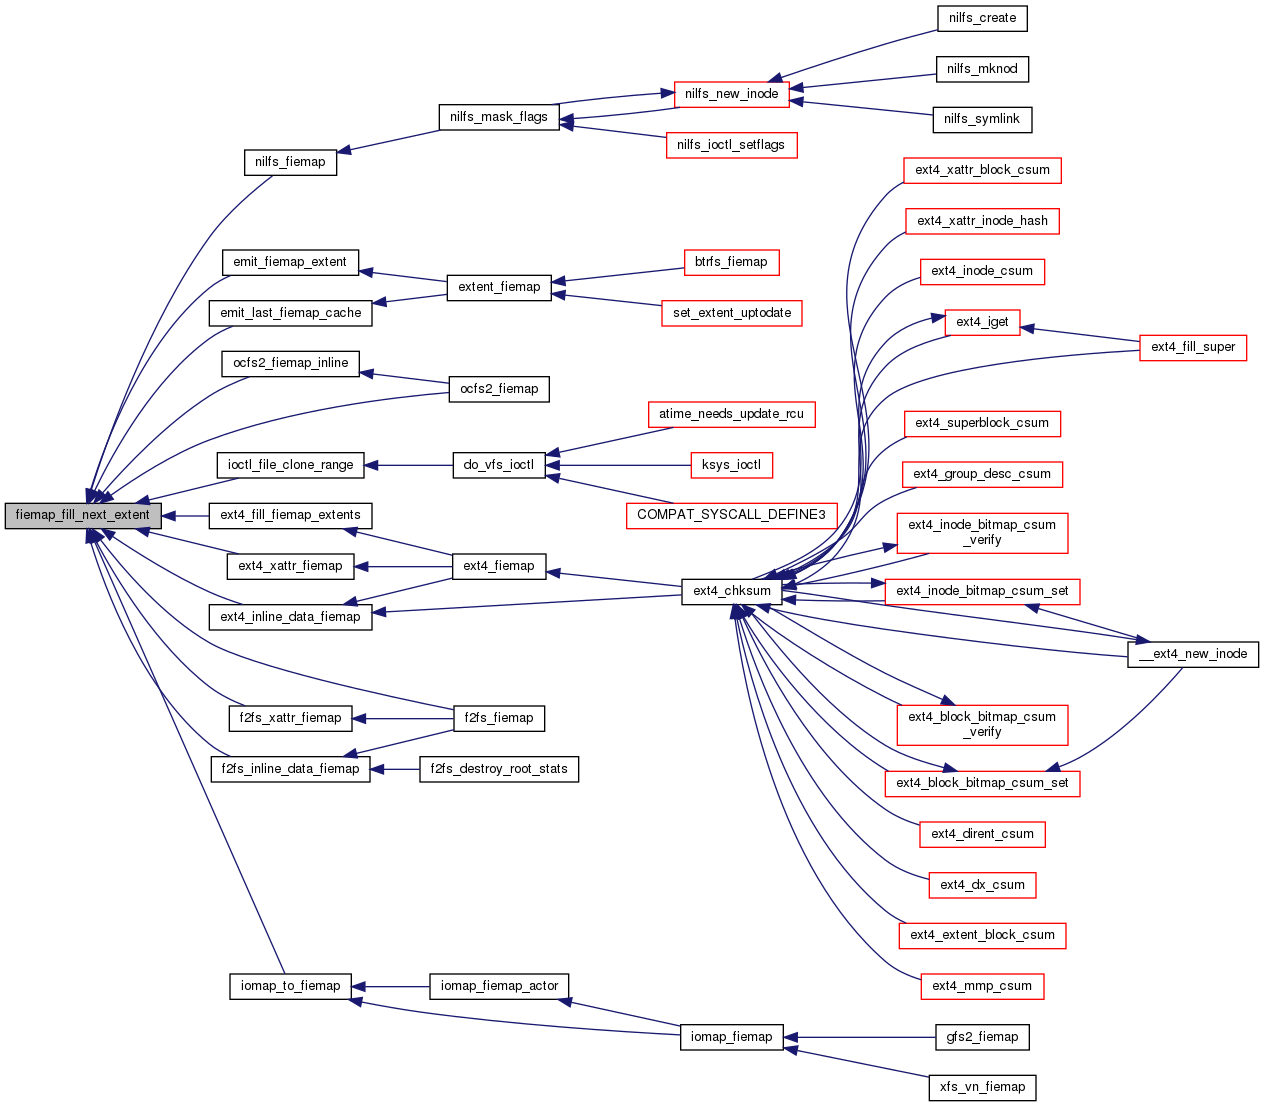 nilfs_create
nilfs_mknod
nilfs_new_inode
nilfs_mask_flags
nilfs_symlink
nilfs_ioctl_setflags
nilfs_fiemap
ext4_xattr_block_csum
ext4_xattr_inode_hash
emit_fiemap_extent
btrfs_fiemap
ext4_inode_csum
extent_fiemap
emit_last_fiemap_cache
set_extent_uptodate
ext4_iget
ext4_fill_super
ocfs2_fiemap_inline
ocfs2_fiemap
atime_needs_update_rcu
ext4_superblock_csum
ioctl_file_clone_range
do_vfs_ioctl
ksys_ioctl
ext4_group_desc_csum
fiemap_fill_next_extent
ext4_fill_fiemap_extents
COMPAT_SYSCALL_DEFINE3
ext4_inode_bitmap_csum
_verify
ext4_xattr_fiemap
ext4_fiemap
ext4_chksum
ext4_inode_bitmap_csum_set
ext4_inline_data_fiemap
__ext4_new_inode
f2fs_xattr_fiemap
f2fs_fiemap
ext4_block_bitmap_csum
_verify
f2fs_inline_data_fiemap
f2fs_destroy_root_stats
ext4_block_bitmap_csum_set
ext4_dirent_csum
ext4_dx_csum
ext4_extent_block_csum
iomap_to_fiemap
iomap_fiemap_actor
ext4_mmp_csum
iomap_fiemap
gfs2_fiemap
xfs_vn_fiemap